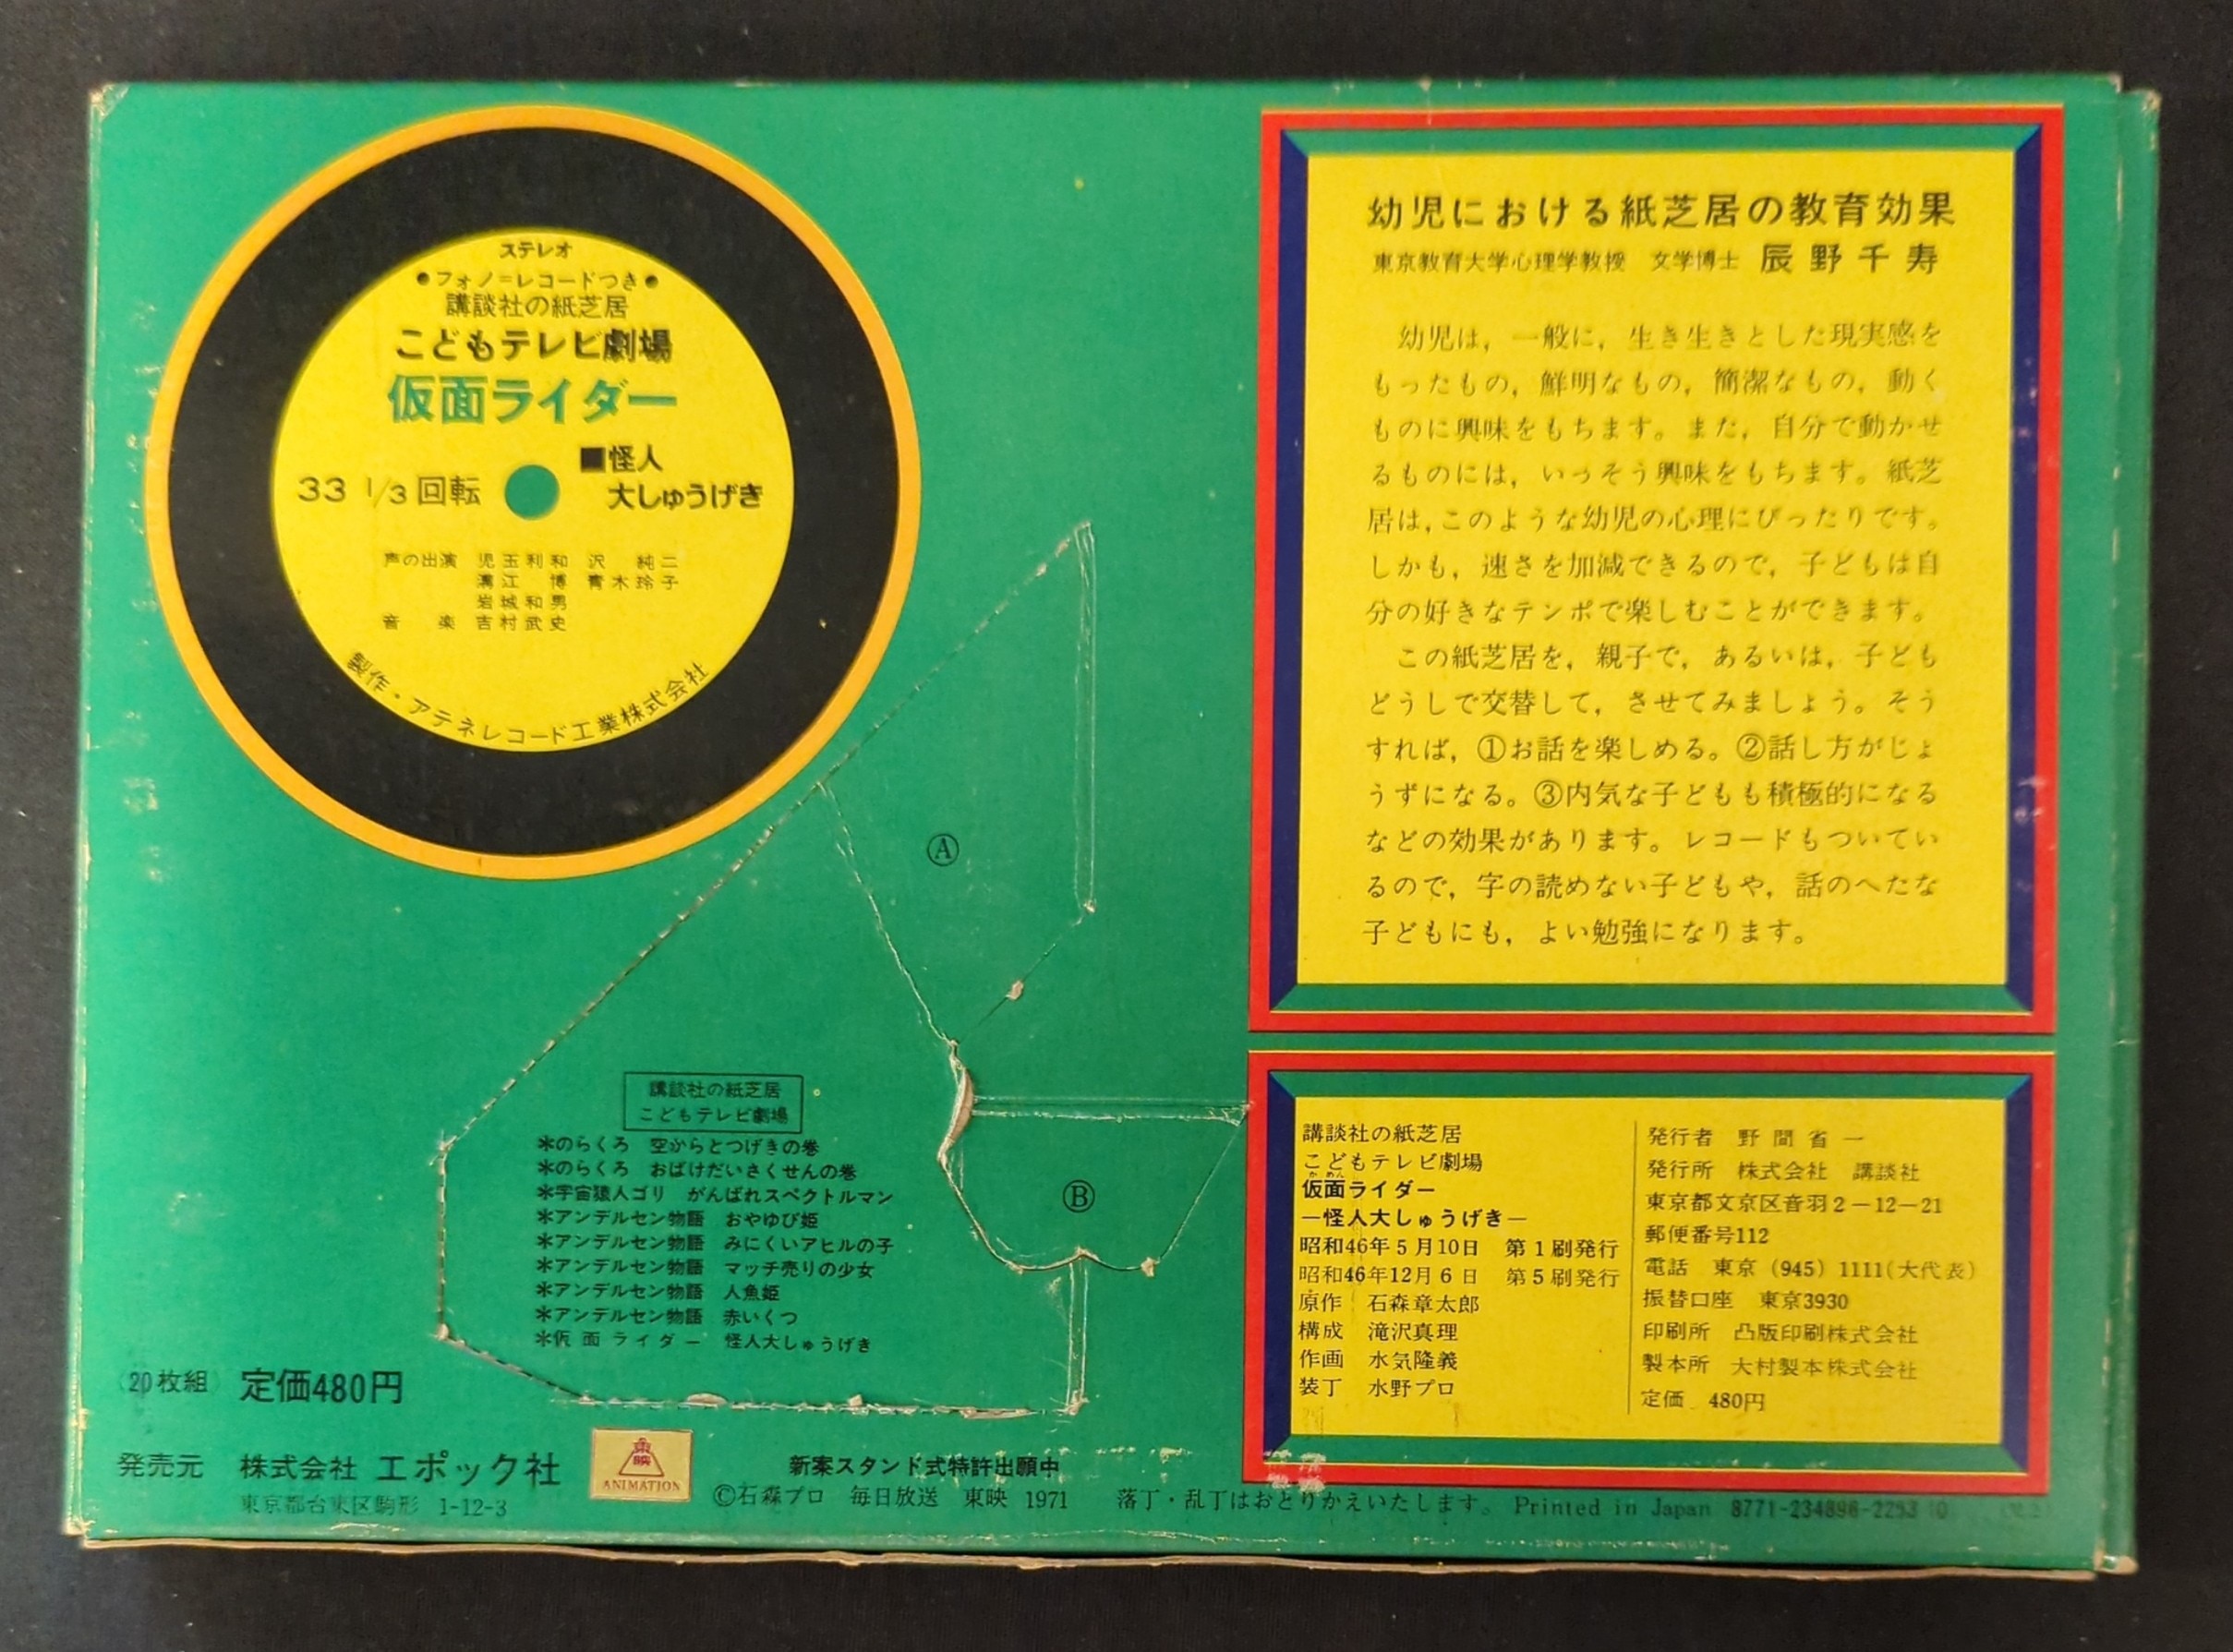 ステレオ
●フォノ=レコードつき●
講談社の紙芝居
こどもテレビ劇場
仮面ライダー
■怪人
大しゅうげき
33 1/3 回転
声の出演 児玉利和 沢 純二
溝江 博 青木玲子
岩城和男
音 楽 吉村武史
製作・アテネレコード工業株式会社
Ⓐ
Ⓑ
講談社の紙芝居
こどもテレビ劇場
＊のらくろ 空からとつげきの巻
＊のらくろ おばけだいさくせんの巻
＊宇宙猿人ゴリ がんばれスペクトルマン
＊アンデルセン物語 おやゆび姫
＊アンデルセン物語 みにくいアヒルの子
＊アンデルセン物語 マッチ売りの少女
＊アンデルセン物語 人魚姫
＊アンデルセン物語 赤いくつ
＊仮面ライダー 怪人大しゅうげき
(20枚組) 定価480円
発売元 株式会社 エポック社
東京都台東区駒形 1-12-3
東映
ANIMATION
新案スタンド式特許出願中
©石森プロ 毎日放送 東映 1971
落丁・乱丁はおとりかえいたします。 Printed in Japan
幼児における紙芝居の教育効果
東京教育大学心理学教授 文学博士 辰野千寿
幼児は，一般に，生き生きとした現実感を
もったもの，鮮明なもの，簡潔なもの，動く
ものに興味をもちます。また，自分で動かせ
るものには，いっそう興味をもちます。紙芝
居は，このような幼児の心理にぴったりです。
しかも，速さを加減できるので，子どもは自
分の好きなテンポで楽しむことができます。
この紙芝居を，親子で，あるいは，子ども
どうしで交替して，させてみましょう。そう
すれば，①お話を楽しめる。②話し方がじょ
うずになる。③内気な子どもも積極的になる
などの効果があります。レコードもついてい
るので，字の読めない子どもや，話のへたな
子どもにも，よい勉強になります。
講談社の紙芝居
こどもテレビ劇場
かめん
仮面ライダー
—怪人大しゅうげき—
昭和46年5月10日 第1刷発行
昭和46年12月6日 第5刷発行
原作 石森章太郎
構成 滝沢真理
作画 水気隆義
装丁 水野プロ
発行者 野間省一
発行所 株式会社 講談社
東京都文京区音羽2−12−21
郵便番号112
電話 東京 (945) 1111(大代表)
振替口座 東京3930
印刷所 凸版印刷株式会社
製本所 大村製本株式会社
定価 480円